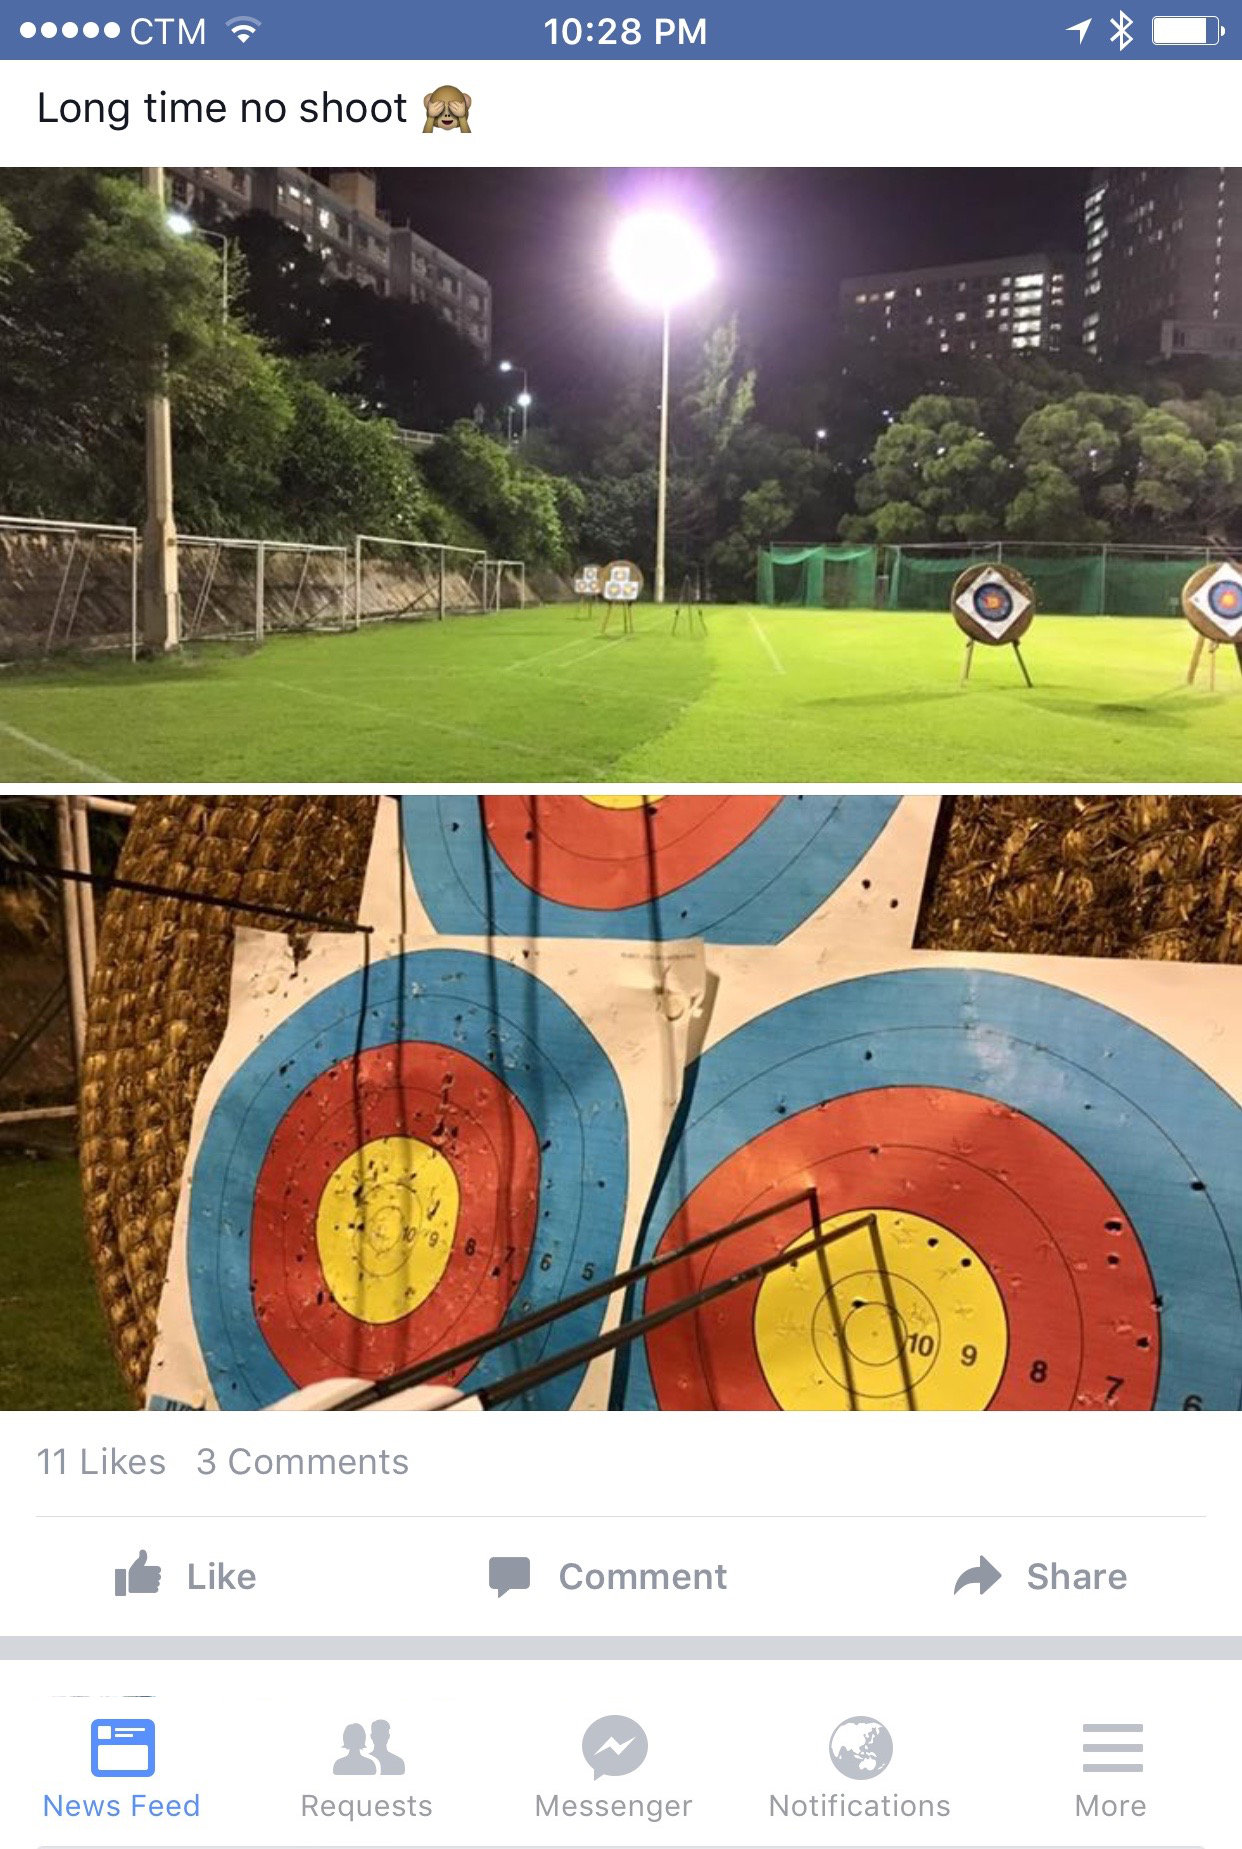 CTM 10:28 PM
Long time no shoot 🙈
10 9 8 7 6 5
10 9 8 7 6
11 Likes 3 Comments
Like Comment Share
News Feed Requests Messenger Notifications More